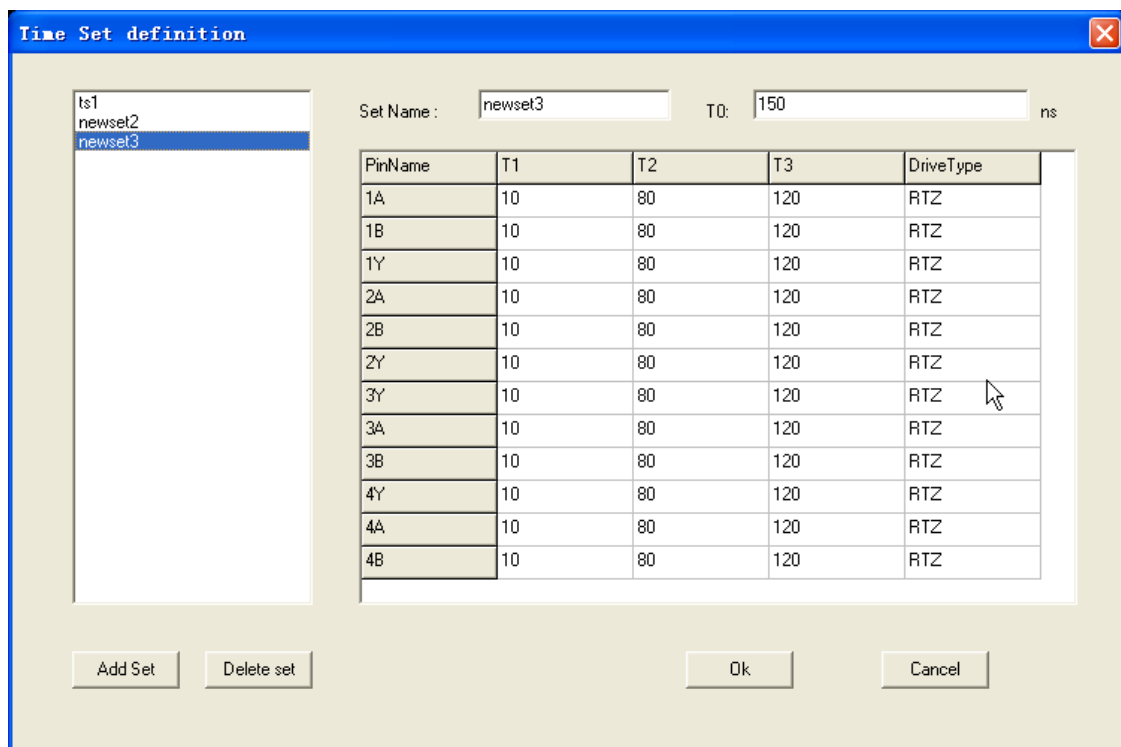 Time Set definition
ts1
newset2
newset3
Set Name : newset3 T0: 150 ns
PinName T1 T2 T3 DriveType
1A 10 80 120 RTZ
1B 10 80 120 RTZ
1Y 10 80 120 RTZ
2A 10 80 120 RTZ
2B 10 80 120 RTZ
2Y 10 80 120 RTZ
3Y 10 80 120 RTZ
3A 10 80 120 RTZ
3B 10 80 120 RTZ
4Y 10 80 120 RTZ
4A 10 80 120 RTZ
4B 10 80 120 RTZ
Add Set Delete set Ok Cancel